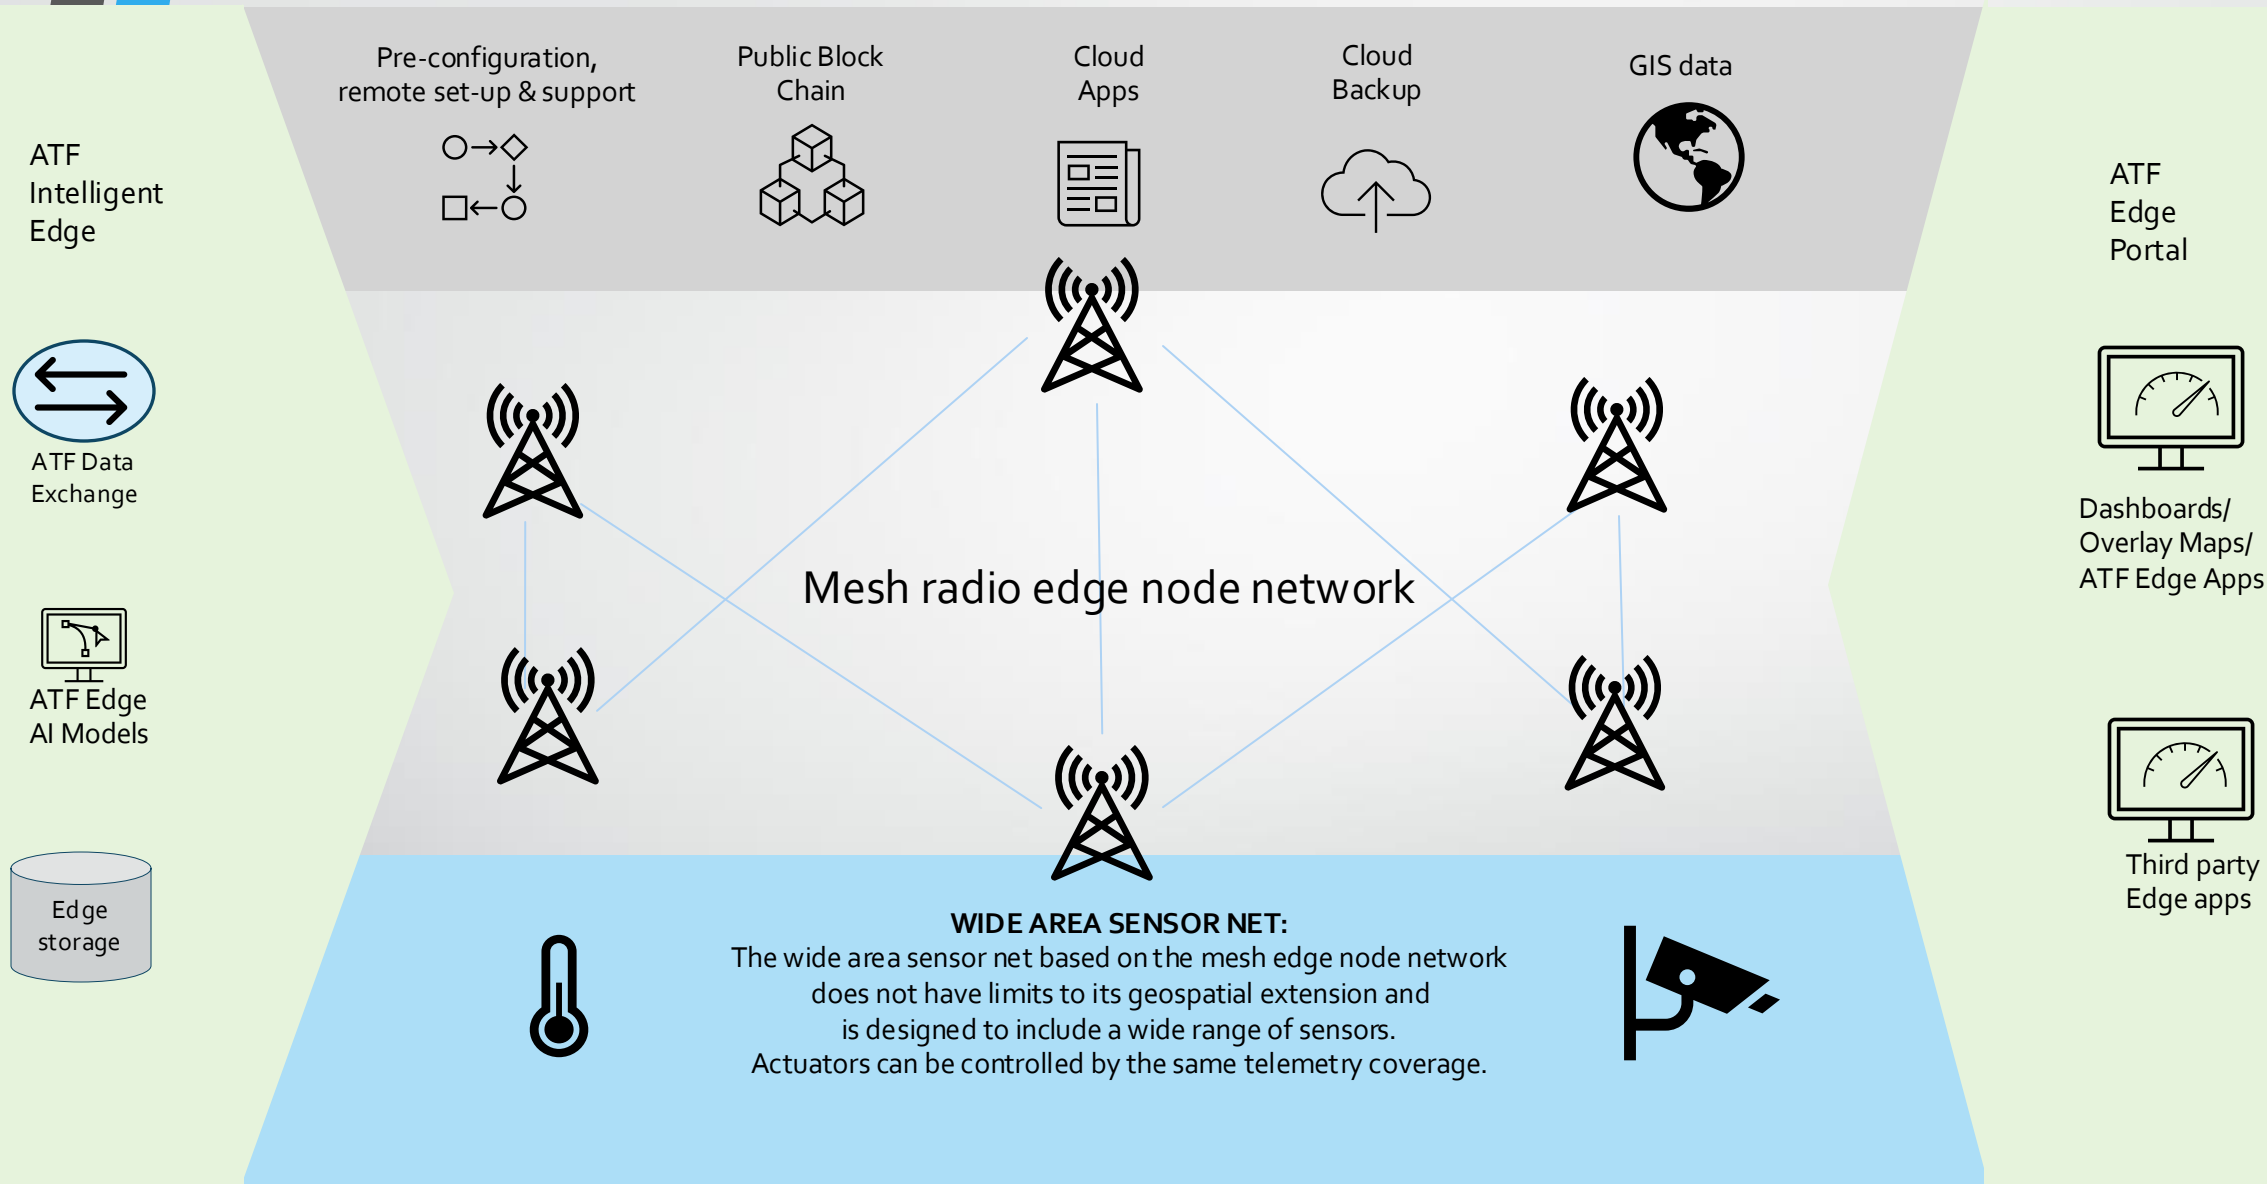 Pre-configuration,
remote set-up & support
Public Block
Chain
Cloud
Apps
Cloud
Backup
GIS data
ATF
Intelligent
Edge
ATF Data
Exchange
ATF Edge
AI Models
Edge
storage
Mesh radio edge node network
WIDE AREA SENSOR NET:
The wide area sensor net based on the mesh edge node network
does not have limits to its geospatial extension and
is designed to include a wide range of sensors.
Actuators can be controlled by the same telemetry coverage.
ATF
Edge
Portal
Dashboards/
Overlay Maps/
ATF Edge Apps
Third party
Edge apps